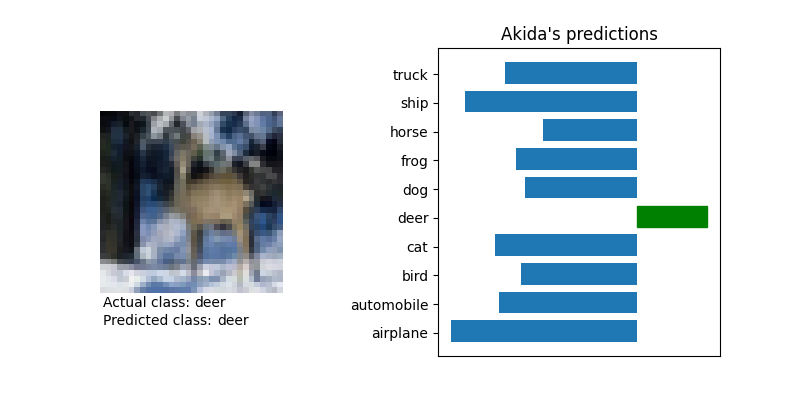 Akida's predictions
truck
ship
horse
frog
dog
deer
cat
bird
automobile
airplane
Actual class: deer
Predicted class: deer